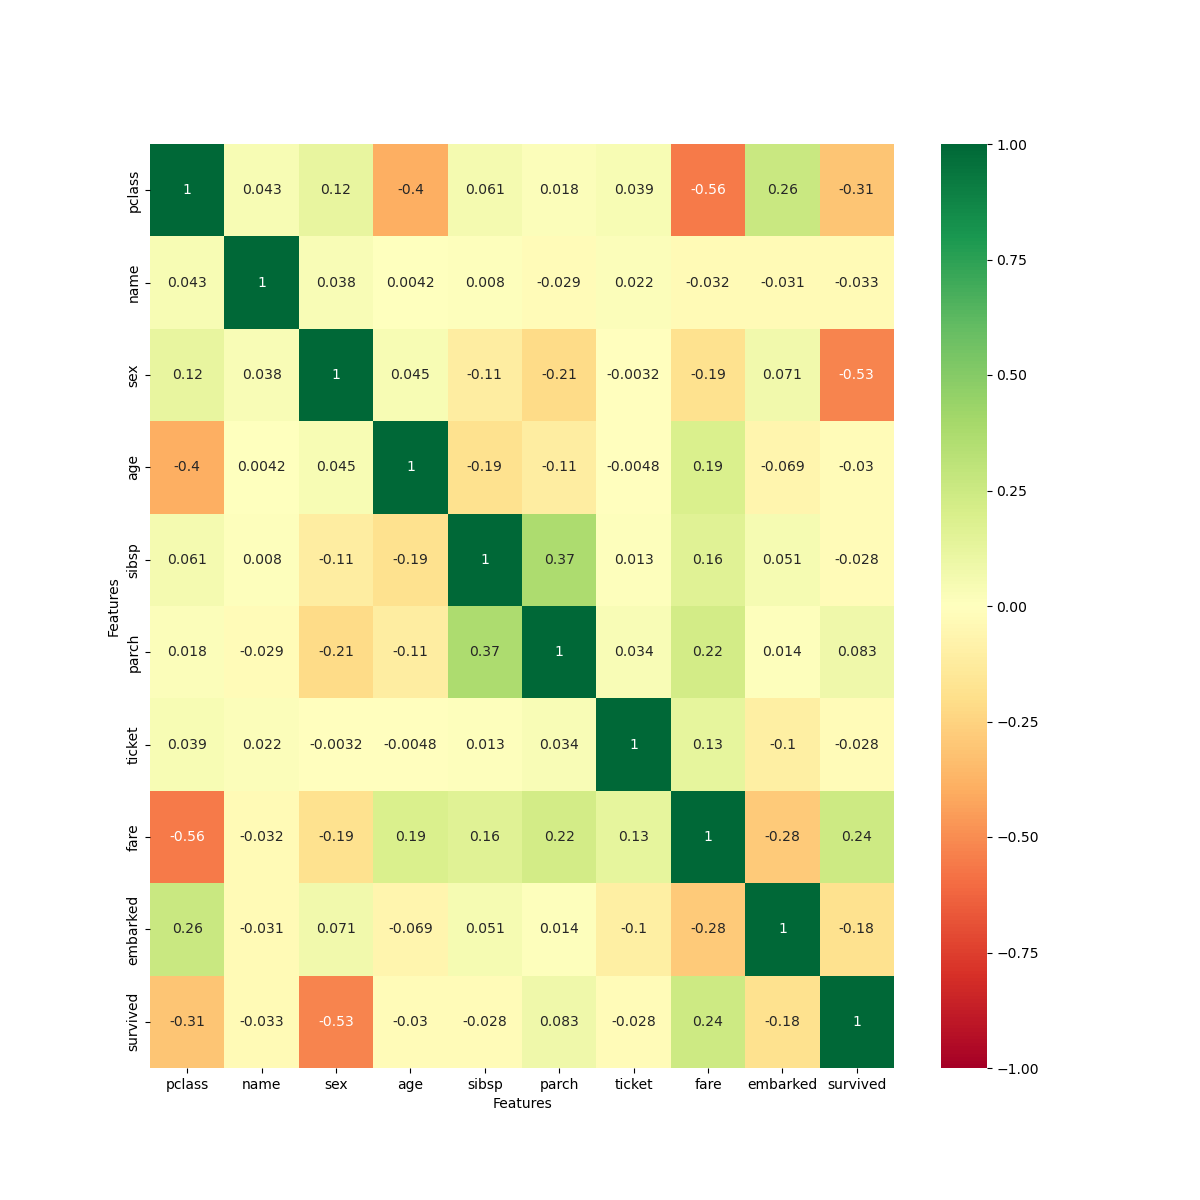 pclass 1 0.043 0.12 -0.4 0.061 0.018 0.039 -0.56 0.26 -0.31
name 0.043 1 0.038 0.0042 0.008 -0.029 0.022 -0.032 -0.031 -0.033
sex 0.12 0.038 1 0.045 -0.11 -0.21 -0.0032 -0.19 0.071 -0.53
age -0.4 0.0042 0.045 1 -0.19 -0.11 -0.0048 0.19 -0.069 -0.03
sibsp 0.061 0.008 -0.11 -0.19 1 0.37 0.013 0.16 0.051 -0.028
Features
parch 0.018 -0.029 -0.21 -0.11 0.37 1 0.034 0.22 0.014 0.083
ticket 0.039 0.022 -0.0032 -0.0048 0.013 0.034 1 0.13 -0.1 -0.028
fare -0.56 -0.032 -0.19 0.19 0.16 0.22 0.13 1 -0.28 0.24
embarked 0.26 -0.031 0.071 -0.069 0.051 0.014 -0.1 -0.28 1 -0.18
survived -0.31 -0.033 -0.53 -0.03 -0.028 0.083 -0.028 0.24 -0.18 1
pclass name sex age sibsp parch ticket fare embarked survived
Features
1.00
0.75
0.50
0.25
0.00
−0.25
−0.50
−0.75
−1.00